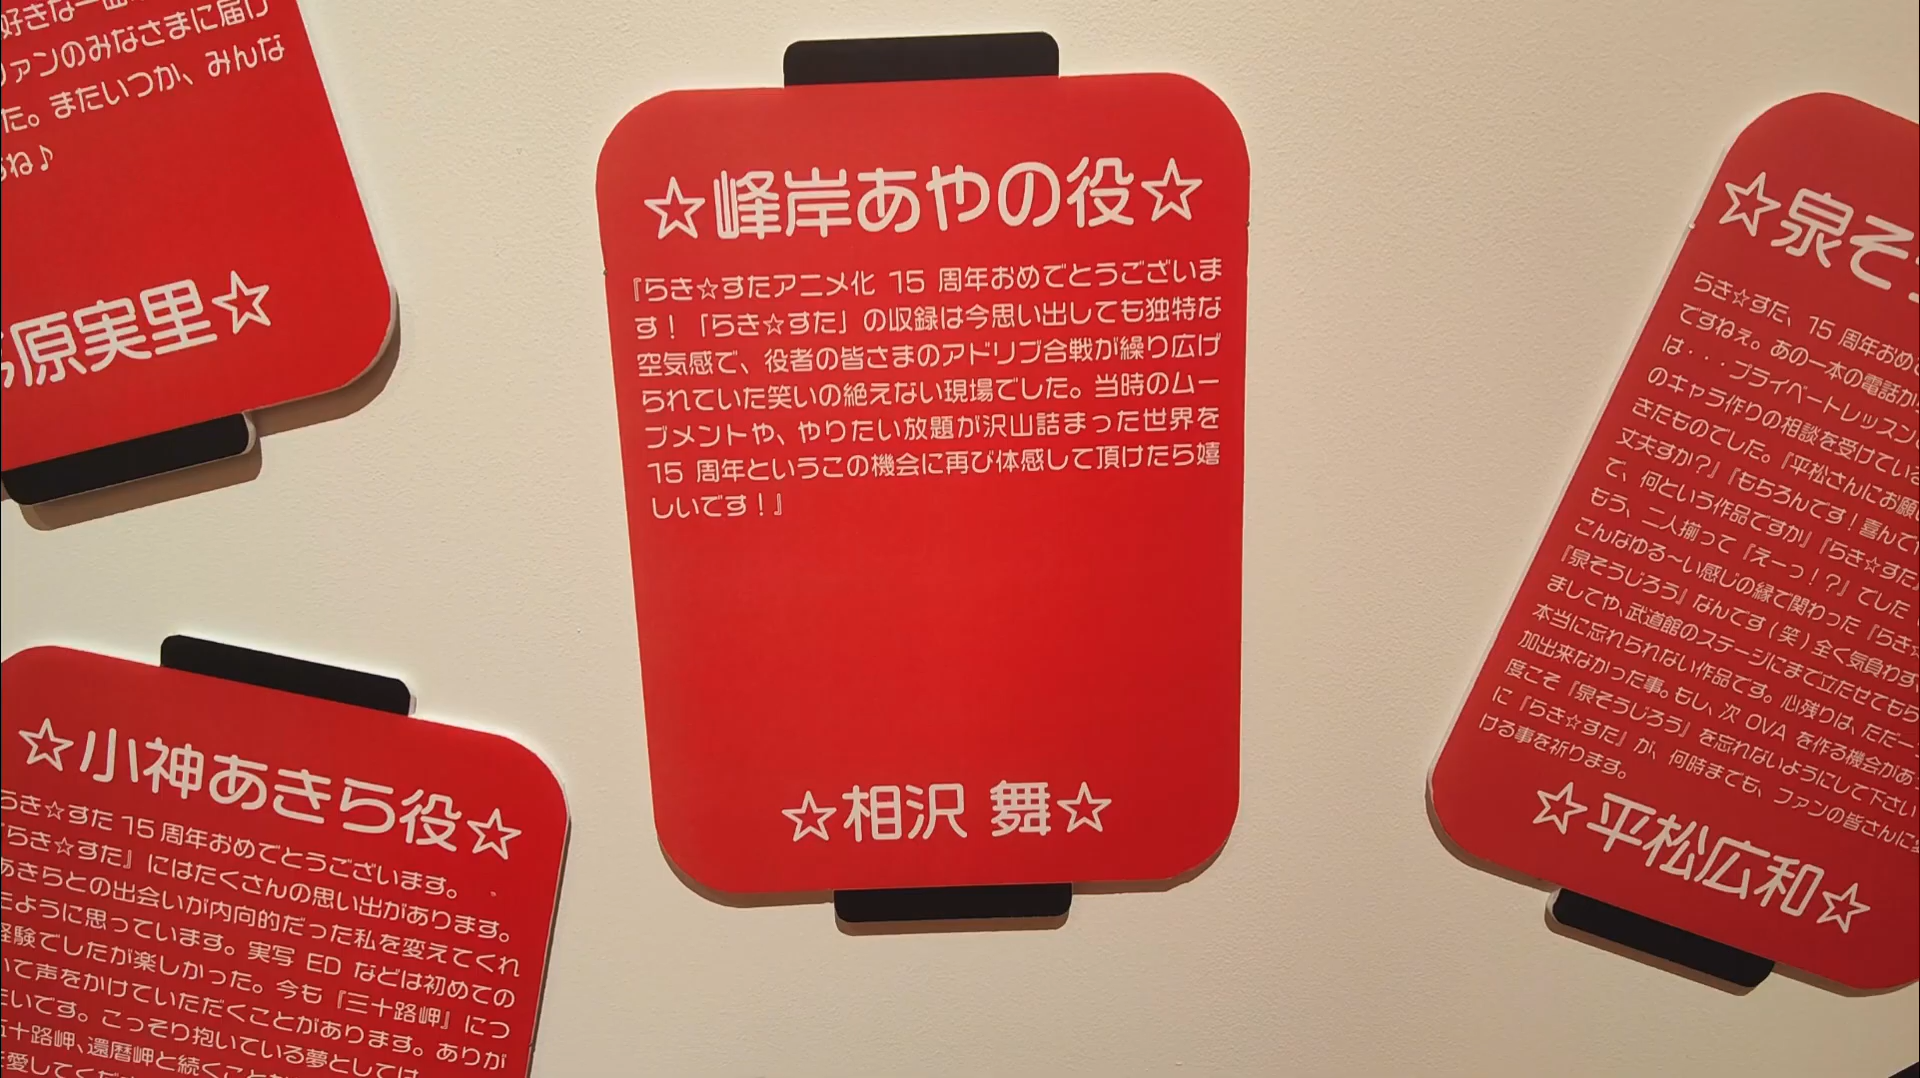 好きな一曲
ファンのみなさまに届け
た。またいつか、みんな
ね♪
原実里☆
☆峰岸あやの役☆
『らき☆すたアニメ化 15 周年おめでとうございま
す！「らき☆すた」の収録は今思い出しても独特な
空気感で、役者の皆さまのアドリブ合戦が繰り広げ
られていた笑いの絶えない現場でした。当時のムー
ブメントや、やりたい放題が沢山詰まった世界を
15 周年というこの機会に再び体感して頂けたら嬉
しいです！』
☆相沢 舞☆
☆小神あきら役☆
らき☆すた 15 周年おめでとうございます。
『らき☆すた』にはたくさんの思い出があります。
あきらとの出会いが内向的だった私を変えてくれ
たように思っています。実写 ED などは初めての
経験でしたが楽しかった。今も『三十路岬』につ
いて声をかけていただくことがあります。ありが
たいです。こっそり抱いている夢としては
五十路岬、還暦岬と続くこと
を愛してくだ
☆泉そう
らき☆すた、15 周年おめで
ですねぇ。あの一本の電話から
は・・・プライベートレッスン
のキャラ作りの相談を受けている
きたものでした。『平松さんにお願い
丈夫すか？』『もちろんです！喜んで
て、何という作品ですか』『らき☆すた
もう、二人揃って『えーっ！？』でした
こんなゆる〜い感じの縁で関わった『らき☆
『泉そうじろう』なんです(笑)全く気負わず、
ましてや、武道館のステージにまで立たせてもら
本当に忘れられない作品です。心残りは、ただ一
加出来なかった事。もし、次 OVA を作る機会があっ
度こそ『泉そうじろう』を忘れないようにして下さい
に『らき☆すた』が、何時までも、ファンの皆さんに愛
ける事を祈ります。
☆平松広和☆